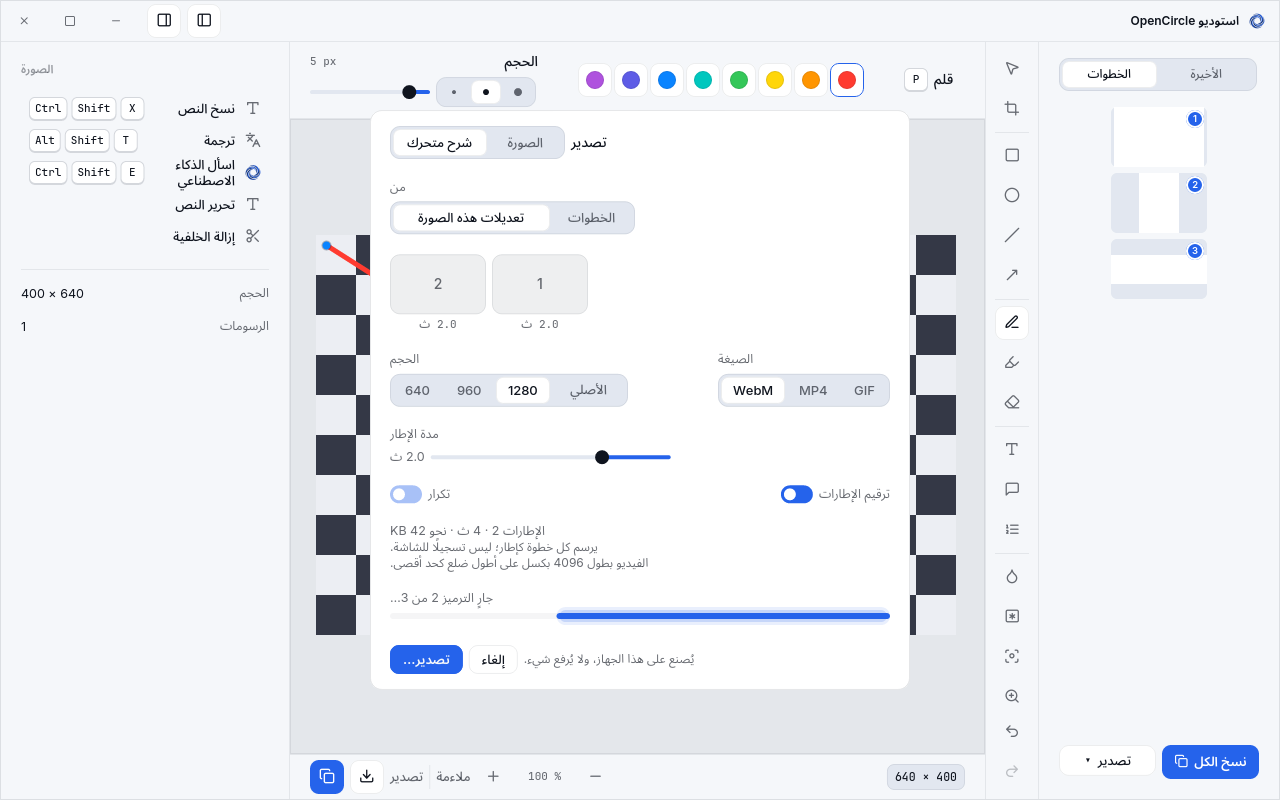 استوديو OpenCircle
الأخيرة
الخطوات
1
2
3
نسخ الكل
تصدير
قلم
P
الحجم
5 px
تصدير
الصورة
شرح متحرك
من
الخطوات
تعديلات هذه الصورة
1
2
2.0 ث
2.0 ث
الصيغة
GIF
MP4
WebM
الحجم
الأصلي
1280
960
640
مدة الإطار
2.0 ث
ترقيم الإطارات
تكرار
الإطارات 2 · 4 ث · نحو 42 KB
يرسم كل خطوة كإطار؛ ليس تسجيلًا للشاشة.
الفيديو بطول 4096 بكسل على أطول ضلع كحد أقصى.
جارٍ الترميز 2 من 3…
يُصنع على هذا الجهاز، ولا يُرفع شيء.
إلغاء
تصدير…
640 × 400
100 %
ملاءمة
تصدير
الصورة
نسخ النص
Ctrl Shift X
ترجمة
Alt Shift T
اسأل الذكاء
الاصطناعي
Ctrl Shift E
تحرير النص
إزالة الخلفية
الحجم
640 × 400
الرسومات
1